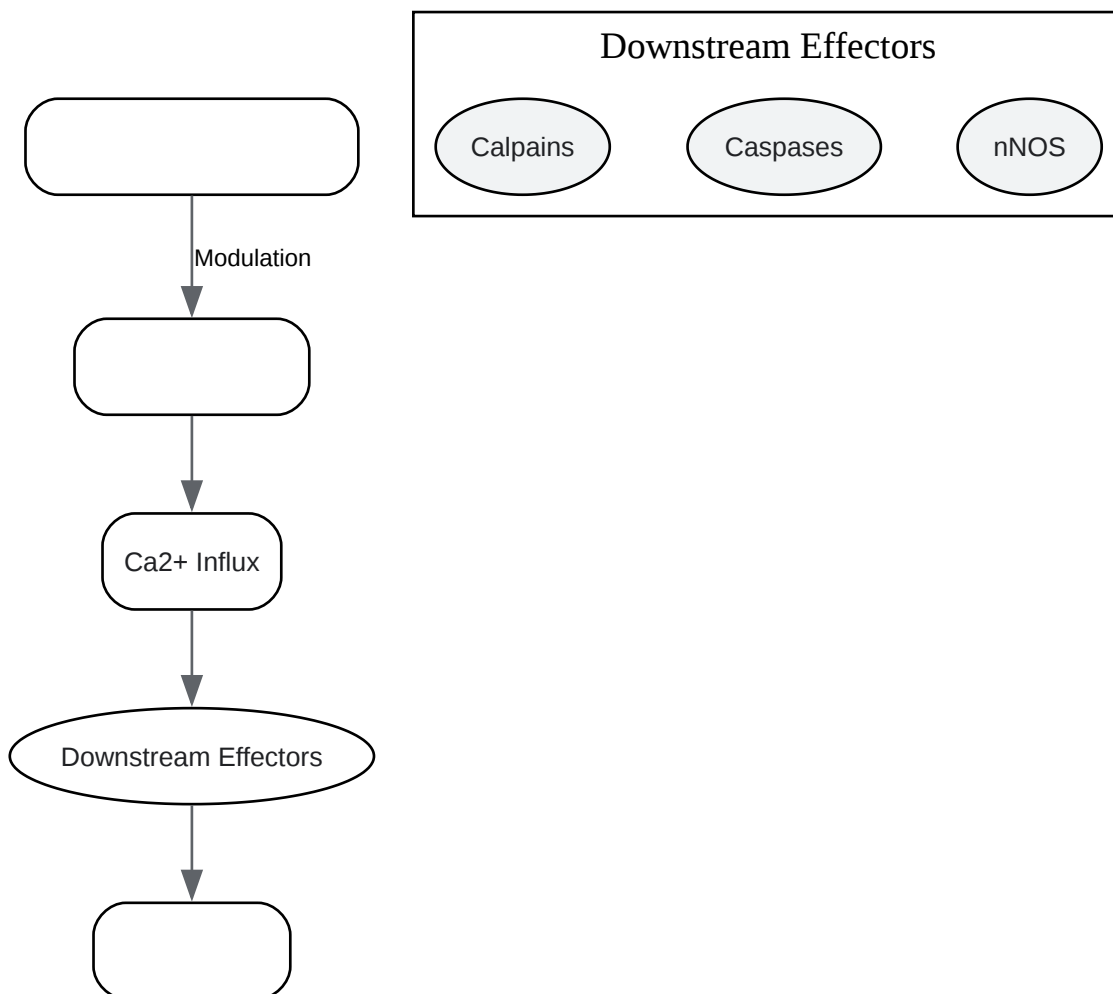 Downstream Effectors
Calpains
Caspases
nNOS
Modulation
Ca2+ Influx
Downstream Effectors